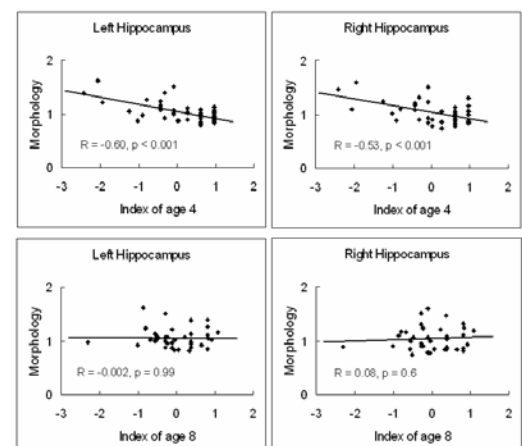 Left Hippocampus
2
1
0
Morphology
R = -0.60, p < 0.001
-3 -2 -1 0 1 2
Index of age 4
Right Hippocampus
2
1
0
Morphology
R = -0.53, p < 0.001
-3 -2 -1 0 1 2
Index of age 4
Left Hippocampus
2
1
0
Morphology
R = -0.002, p = 0.99
-3 -2 -1 0 1 2
Index of age 8
Right Hippocampus
2
1
0
Morphology
R = 0.08, p = 0.6
-3 -2 -1 0 1 2
Index of age 8